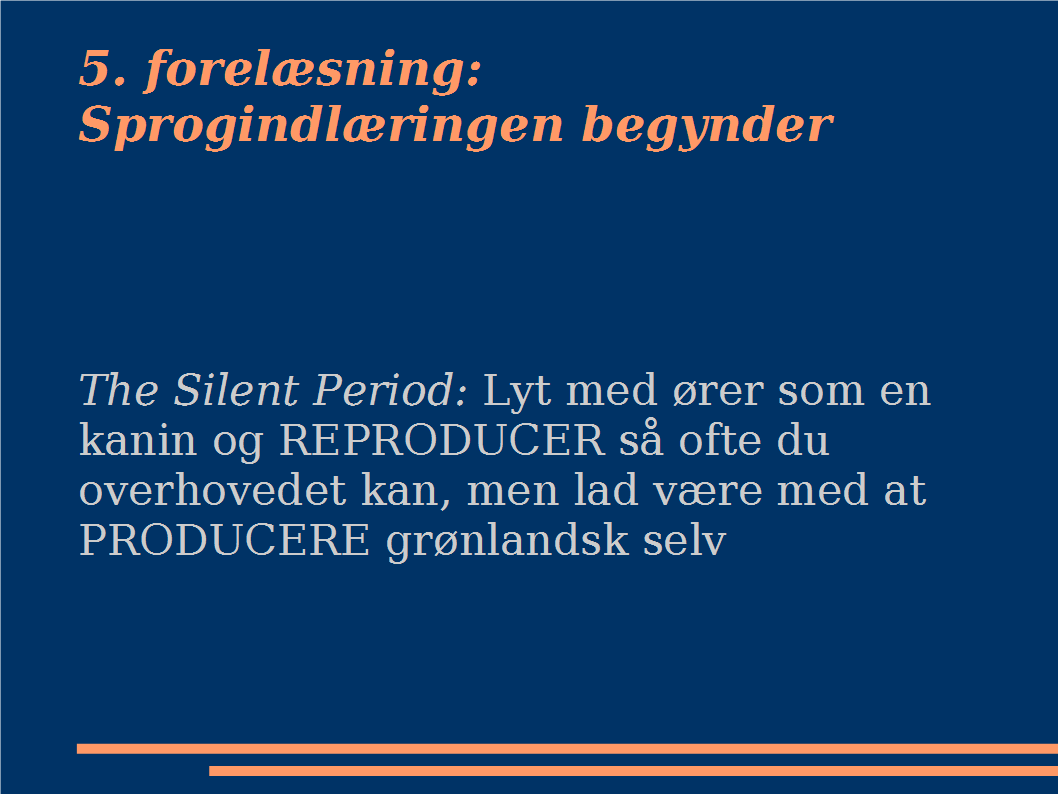 5. forelæsning:
Sprogindlæringen begynder
The Silent Period: Lyt med ører som en
kanin og REPRODUCER så ofte du
overhovedet kan, men lad være med at
PRODUCERE grønlandsk selv